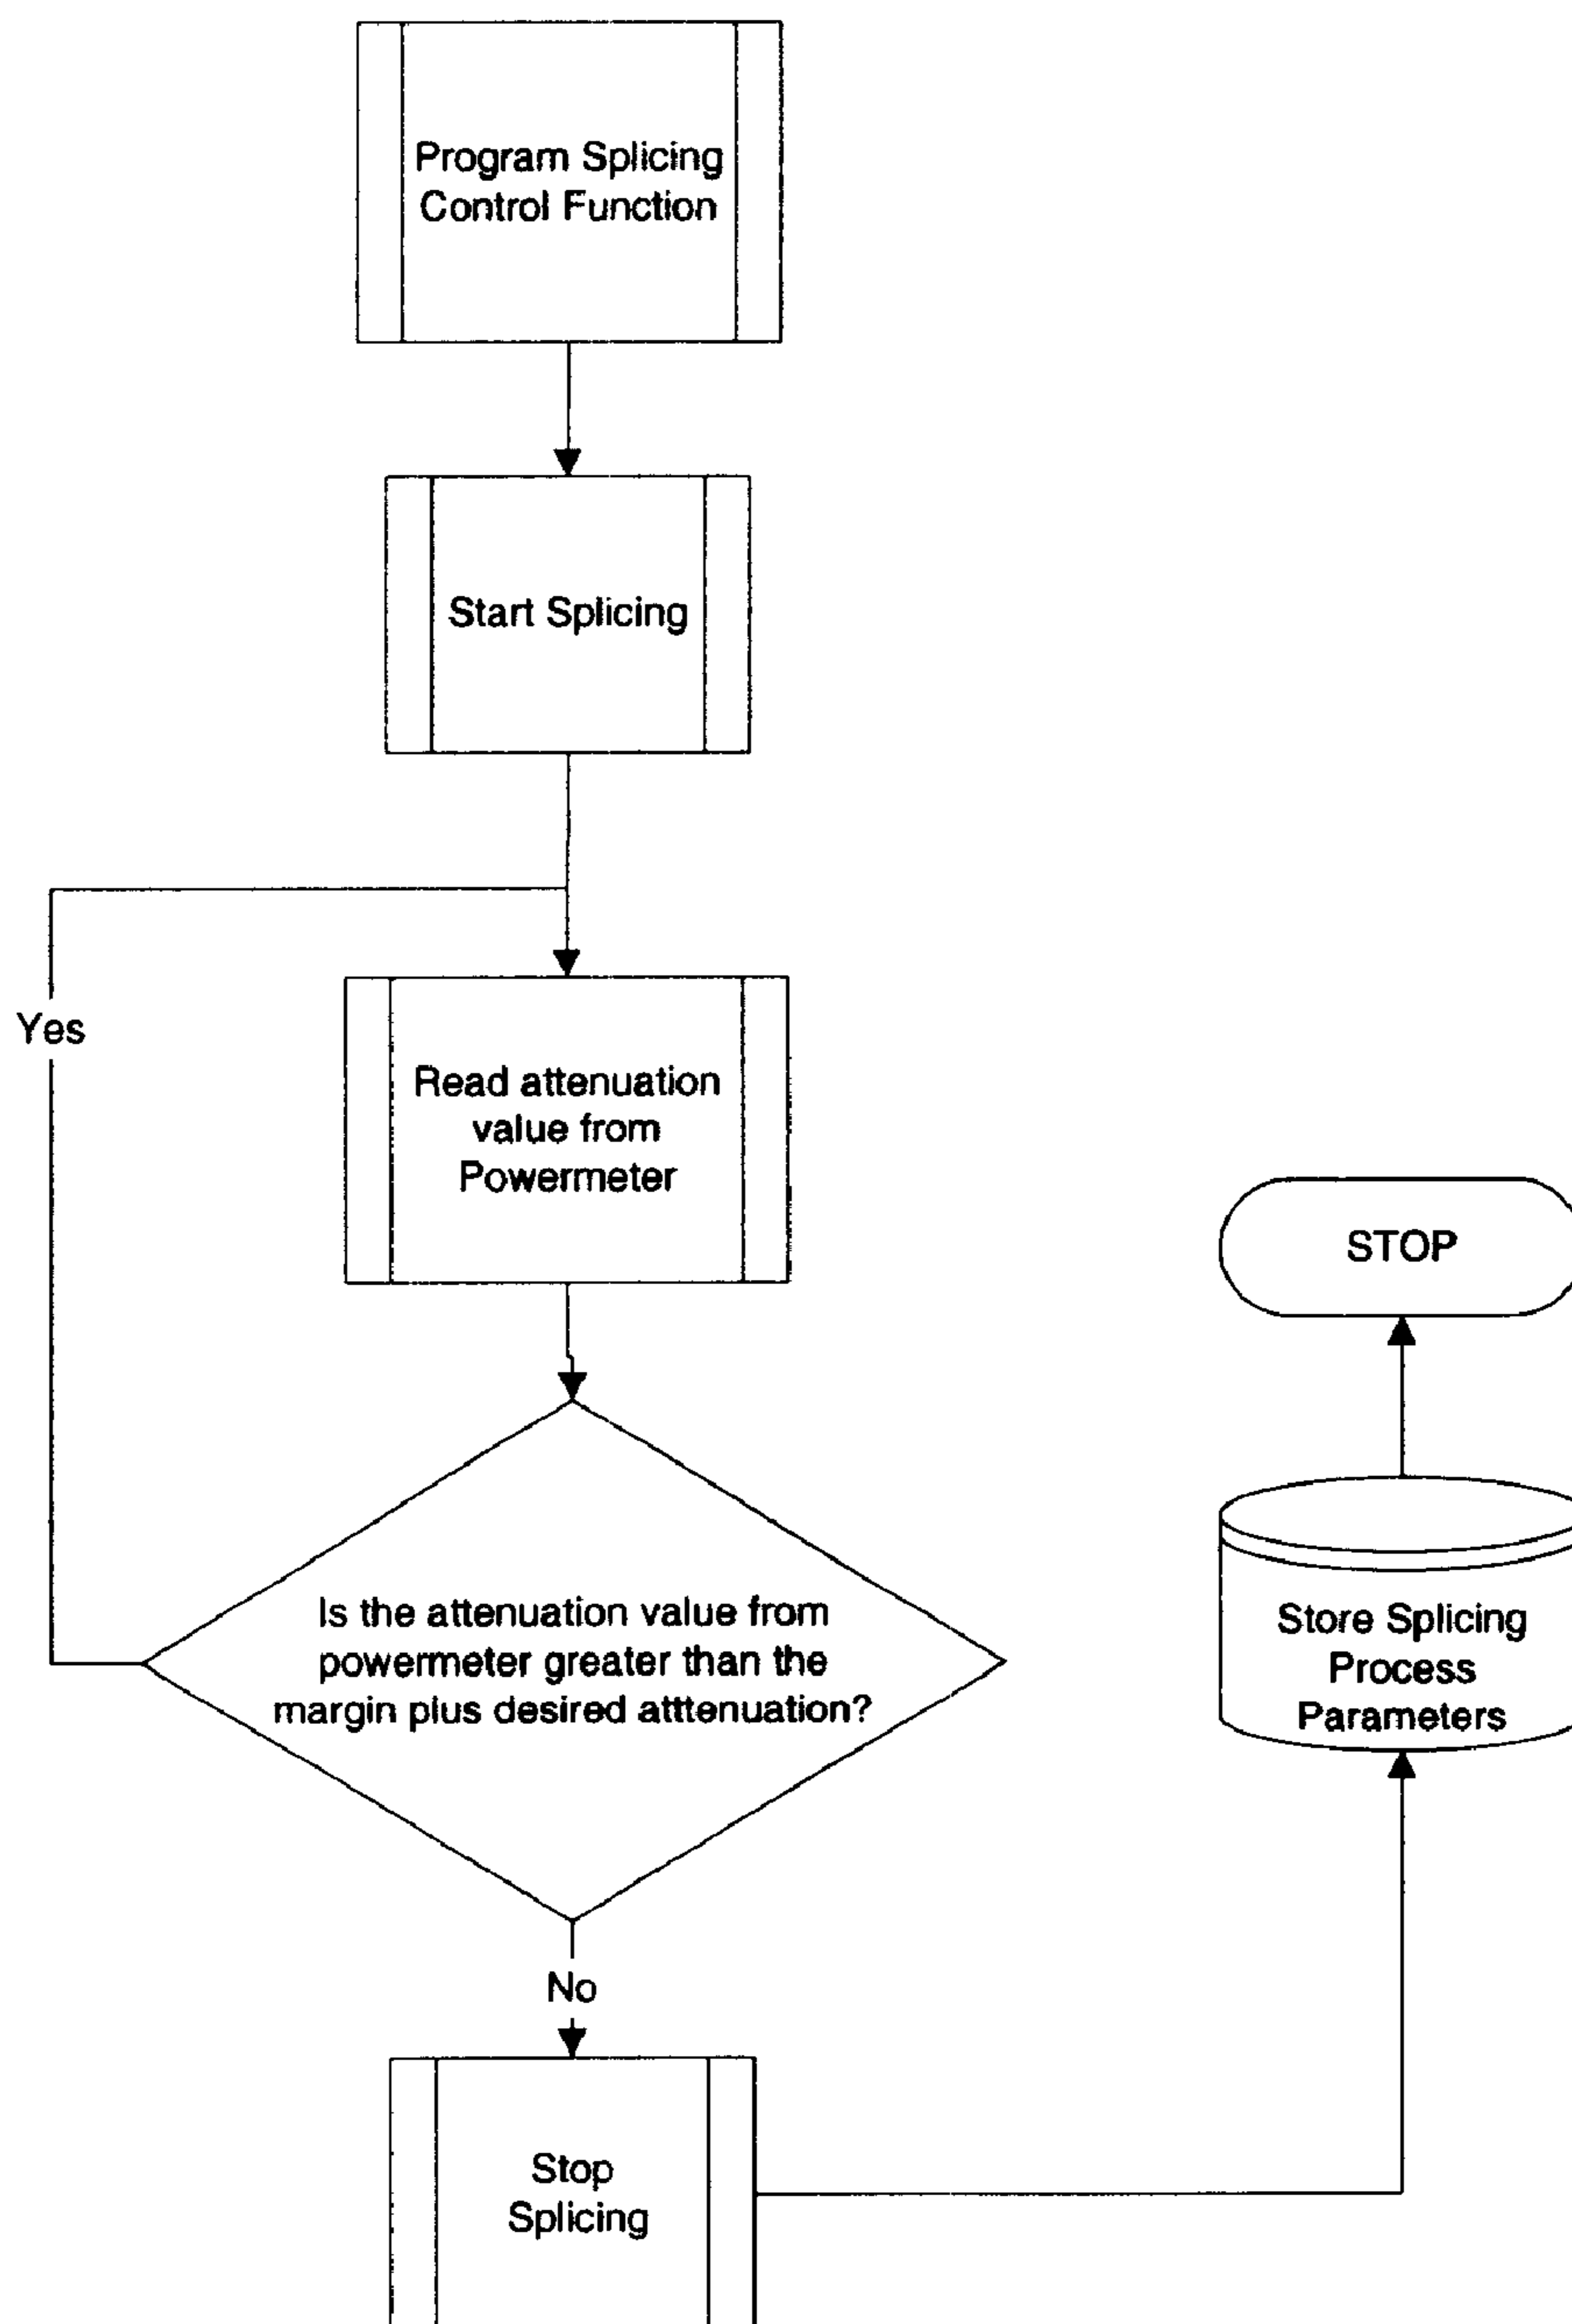 Program Splicing
Control Function
Start Splicing
Yes
Read attenuation
value from
Powermeter
Is the attenuation value from
powermeter greater than the
margin plus desired atttenuation?
No
Stop
Splicing
Store Splicing
Process
Parameters
STOP